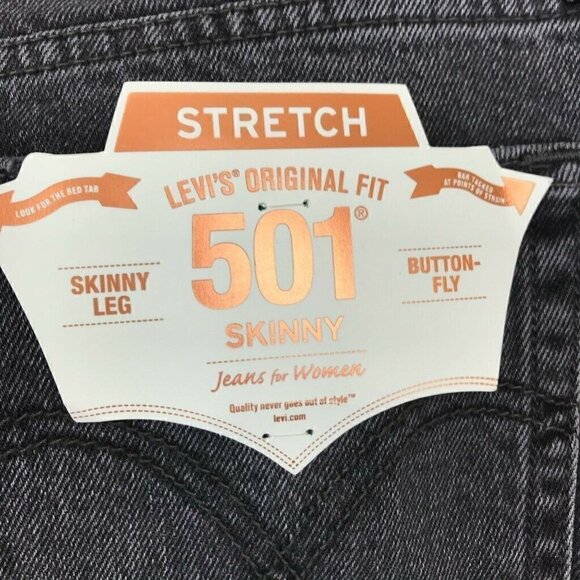 STRETCH
LEVI'S® ORIGINAL FIT
LOOK FOR THE RED TAB
BAR TACKED
AT POINTS OF STRAIN
501®
SKINNY
LEG
BUTTON-
FLY
SKINNY
Jeans for Women
Quality never goes out of style™
levi.com